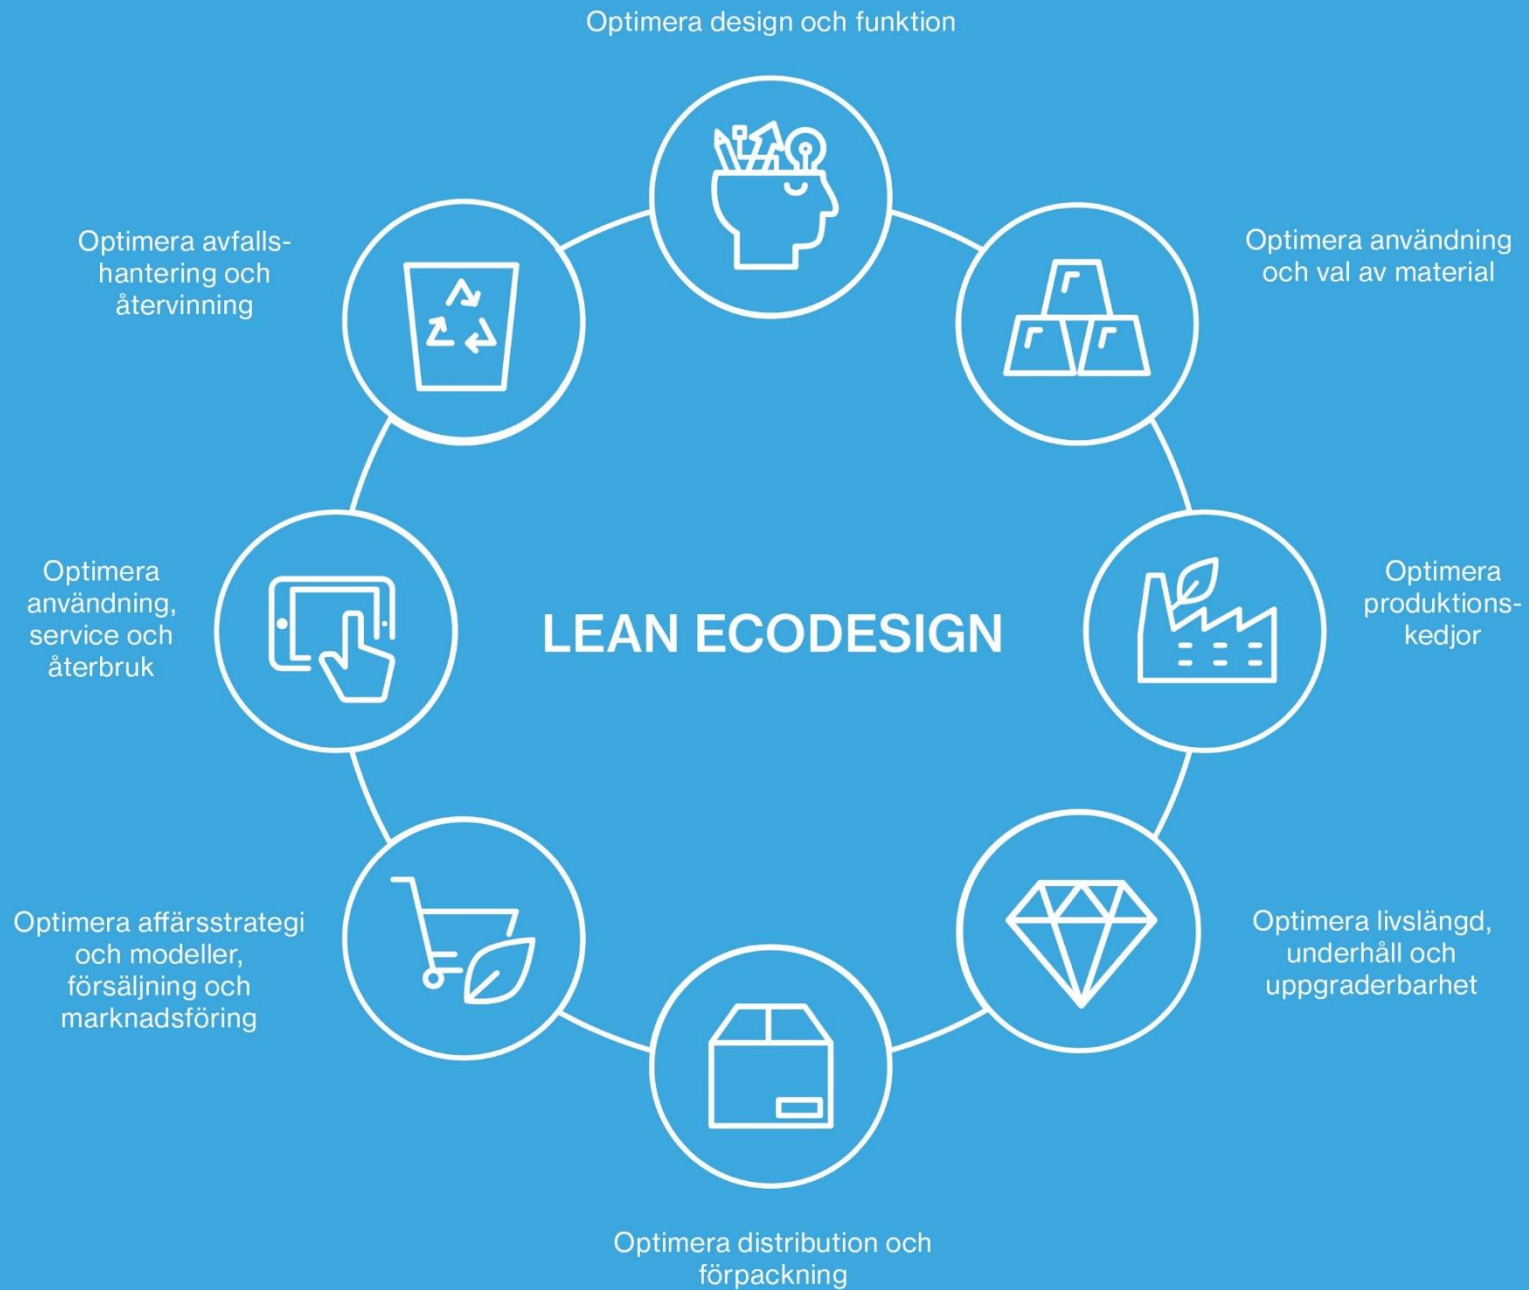 Optimera design och funktion
Optimera användning
och val av material
Optimera
produktions-
kedjor
Optimera livslängd,
underhåll och
uppgraderbarhet
Optimera distribution och
förpackning
Optimera affärsstrategi
och modeller,
försäljning och
marknadsföring
Optimera
användning,
service och
återbruk
Optimera avfalls-
hantering och
återvinning
LEAN ECODESIGN